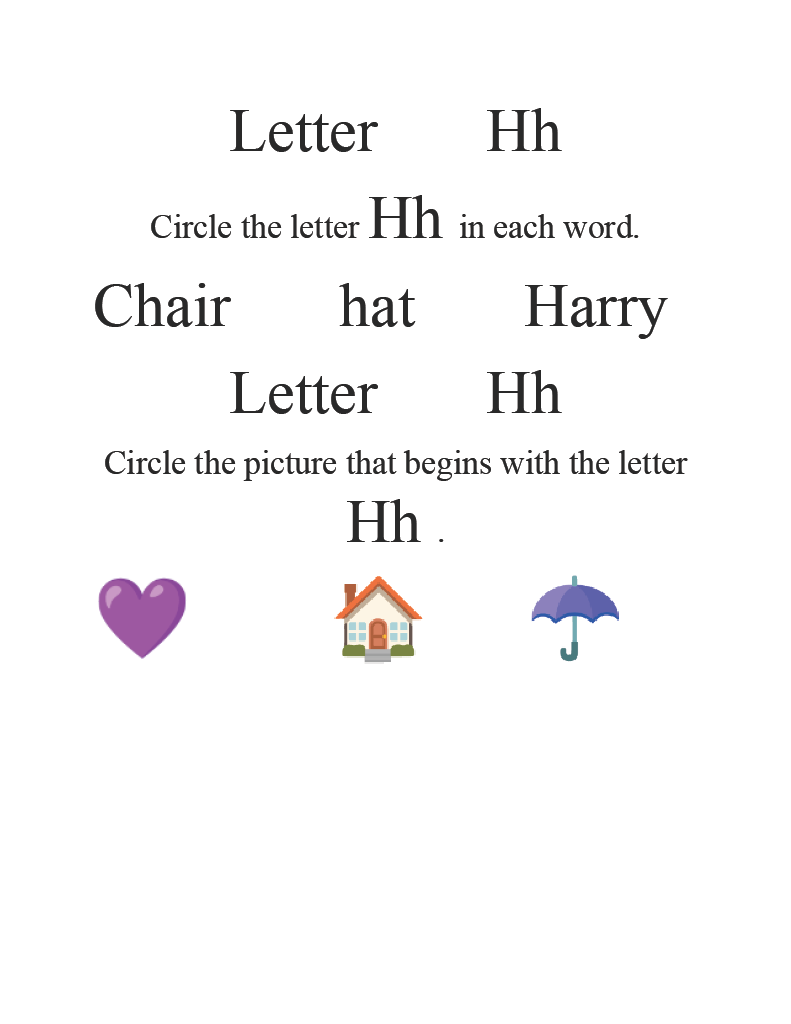 Letter Hh
Circle the letter Hh in each word.
Chair hat Harry
Letter Hh
Circle the picture that begins with the letter
Hh .